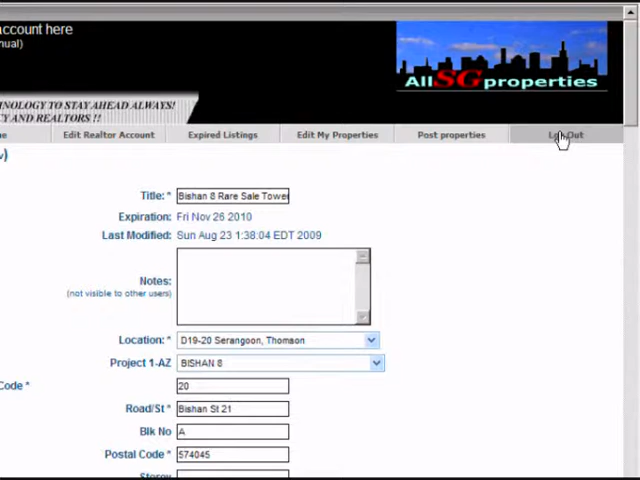 account here
nual)
All SG properties
HNOLOGY TO STAY AHEAD ALWAYS!
CY AND REALTORS !!
me Edit Realtor Account Expired Listings Edit My Properties Post properties Log Out
v)
Title: * Bishan 8 Rare Sale Tower
Expiration: Fri Nov 26 2010
Last Modified: Sun Aug 23 1:38:04 EDT 2009
Notes:
(not visible to other users)
Location: * D19-20 Serangoon, Thomson
Project 1-AZ BISHAN 8
Code * 20
Road/St * Bishan St 21
Blk No A
Postal Code * 574045
Storey